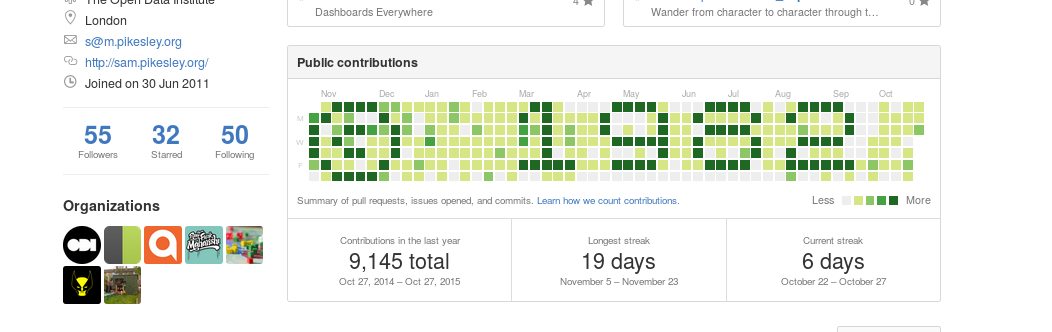 The Open Data Institute
London
s@m.pikesley.org
http://sam.pikesley.org/
Joined on 30 Jun 2011
55 32 50
Followers Starred Following
Organizations
Dashboards Everywhere
4
Wander from character to character through t…
0
Public contributions
Nov Dec Jan Feb Mar Apr May Jun Jul Aug Sep Oct
M
W
F
Summary of pull requests, issues opened, and commits. Learn how we count contributions.
Less More
Contributions in the last year
9,145 total
Oct 27, 2014 – Oct 27, 2015
Longest streak
19 days
November 5 – November 23
Current streak
6 days
October 22 – October 27